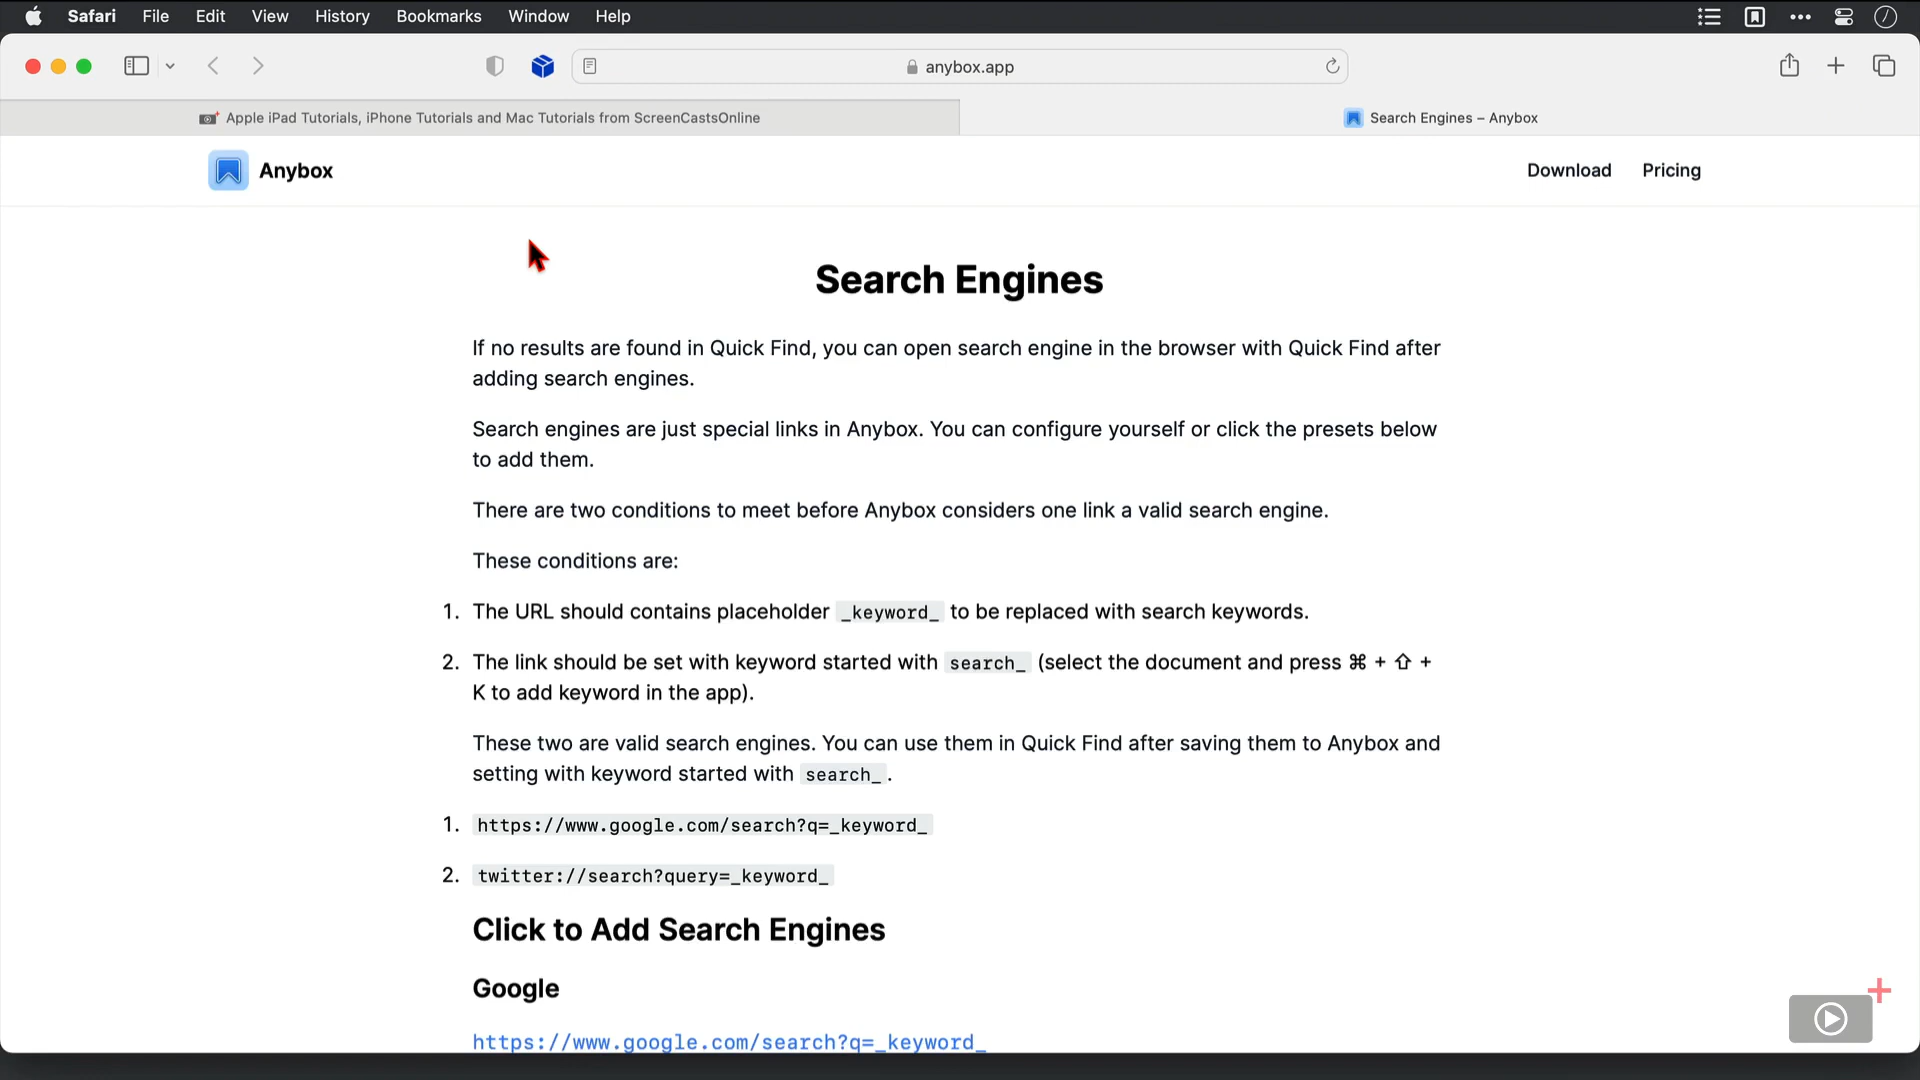 Safari File Edit View History Bookmarks Window Help
anybox.app
Apple iPad Tutorials, iPhone Tutorials and Mac Tutorials from ScreenCastsOnline
Search Engines – Anybox
Anybox
Download Pricing
Search Engines
If no results are found in Quick Find, you can open search engine in the browser with Quick Find after
adding search engines.
Search engines are just special links in Anybox. You can configure yourself or click the presets below
to add them.
There are two conditions to meet before Anybox considers one link a valid search engine.
These conditions are:
1. The URL should contains placeholder _keyword_ to be replaced with search keywords.
2. The link should be set with keyword started with search_ (select the document and press ⌘ + ⇧ +
K to add keyword in the app).
These two are valid search engines. You can use them in Quick Find after saving them to Anybox and
setting with keyword started with search_.
1. https://www.google.com/search?q=_keyword_
2. twitter://search?query=_keyword_
Click to Add Search Engines
Google
https://www.google.com/search?q=_keyword_